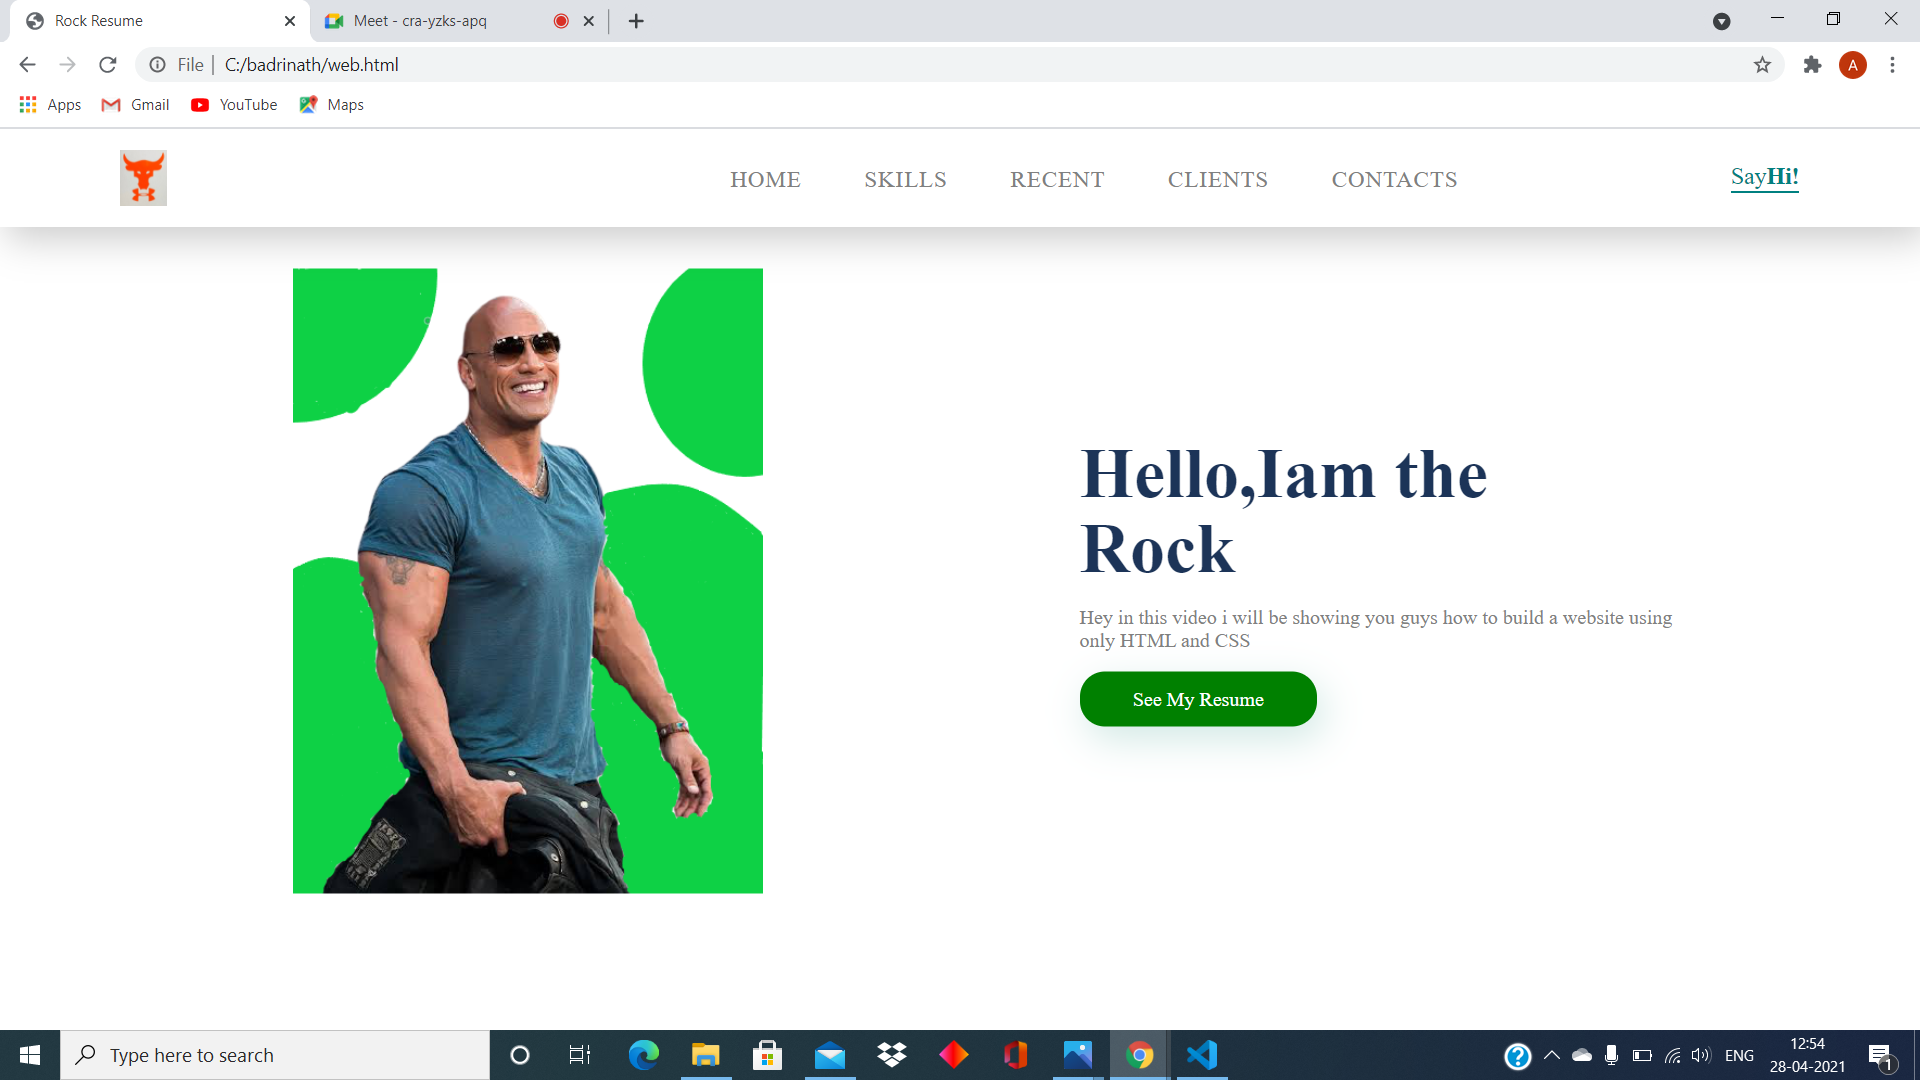 Rock Resume
Meet - cra-yzks-apq
File | C:/badrinath/web.html
A
Apps Gmail YouTube Maps
HOME SKILLS RECENT CLIENTS CONTACTS SayHi!
Hello,Iam the
Rock
Hey in this video i will be showing you guys how to build a website using
only HTML and CSS
See My Resume
Type here to search
ENG
12:54
28-04-2021
1